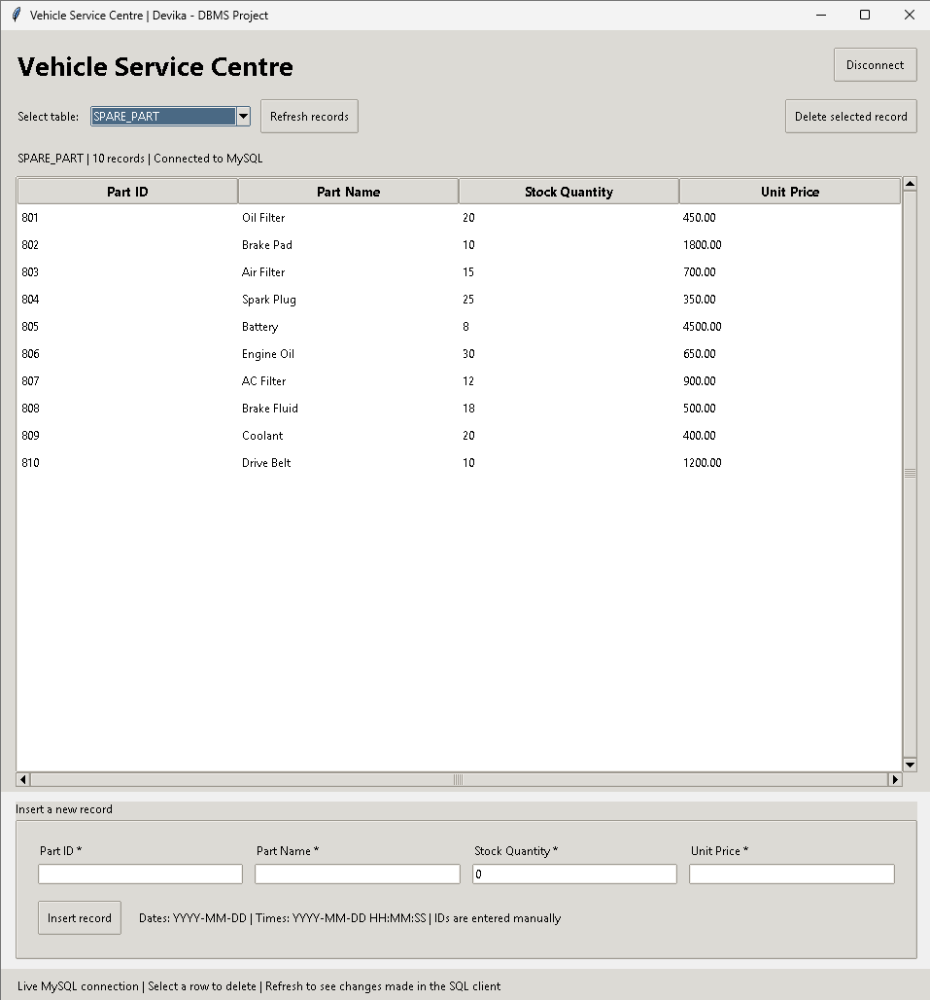 Vehicle Service Centre | Devika - DBMS Project
Vehicle Service Centre
Disconnect
Select table: SPARE_PART Refresh records Delete selected record
SPARE_PART | 10 records | Connected to MySQL
Part ID Part Name Stock Quantity Unit Price
801 Oil Filter 20 450.00
802 Brake Pad 10 1800.00
803 Air Filter 15 700.00
804 Spark Plug 25 350.00
805 Battery 8 4500.00
806 Engine Oil 30 650.00
807 AC Filter 12 900.00
808 Brake Fluid 18 500.00
809 Coolant 20 400.00
810 Drive Belt 10 1200.00
Insert a new record
Part ID * Part Name * Stock Quantity * Unit Price *
0
Insert record Dates: YYYY-MM-DD | Times: YYYY-MM-DD HH:MM:SS | IDs are entered manually
Live MySQL connection | Select a row to delete | Refresh to see changes made in the SQL client